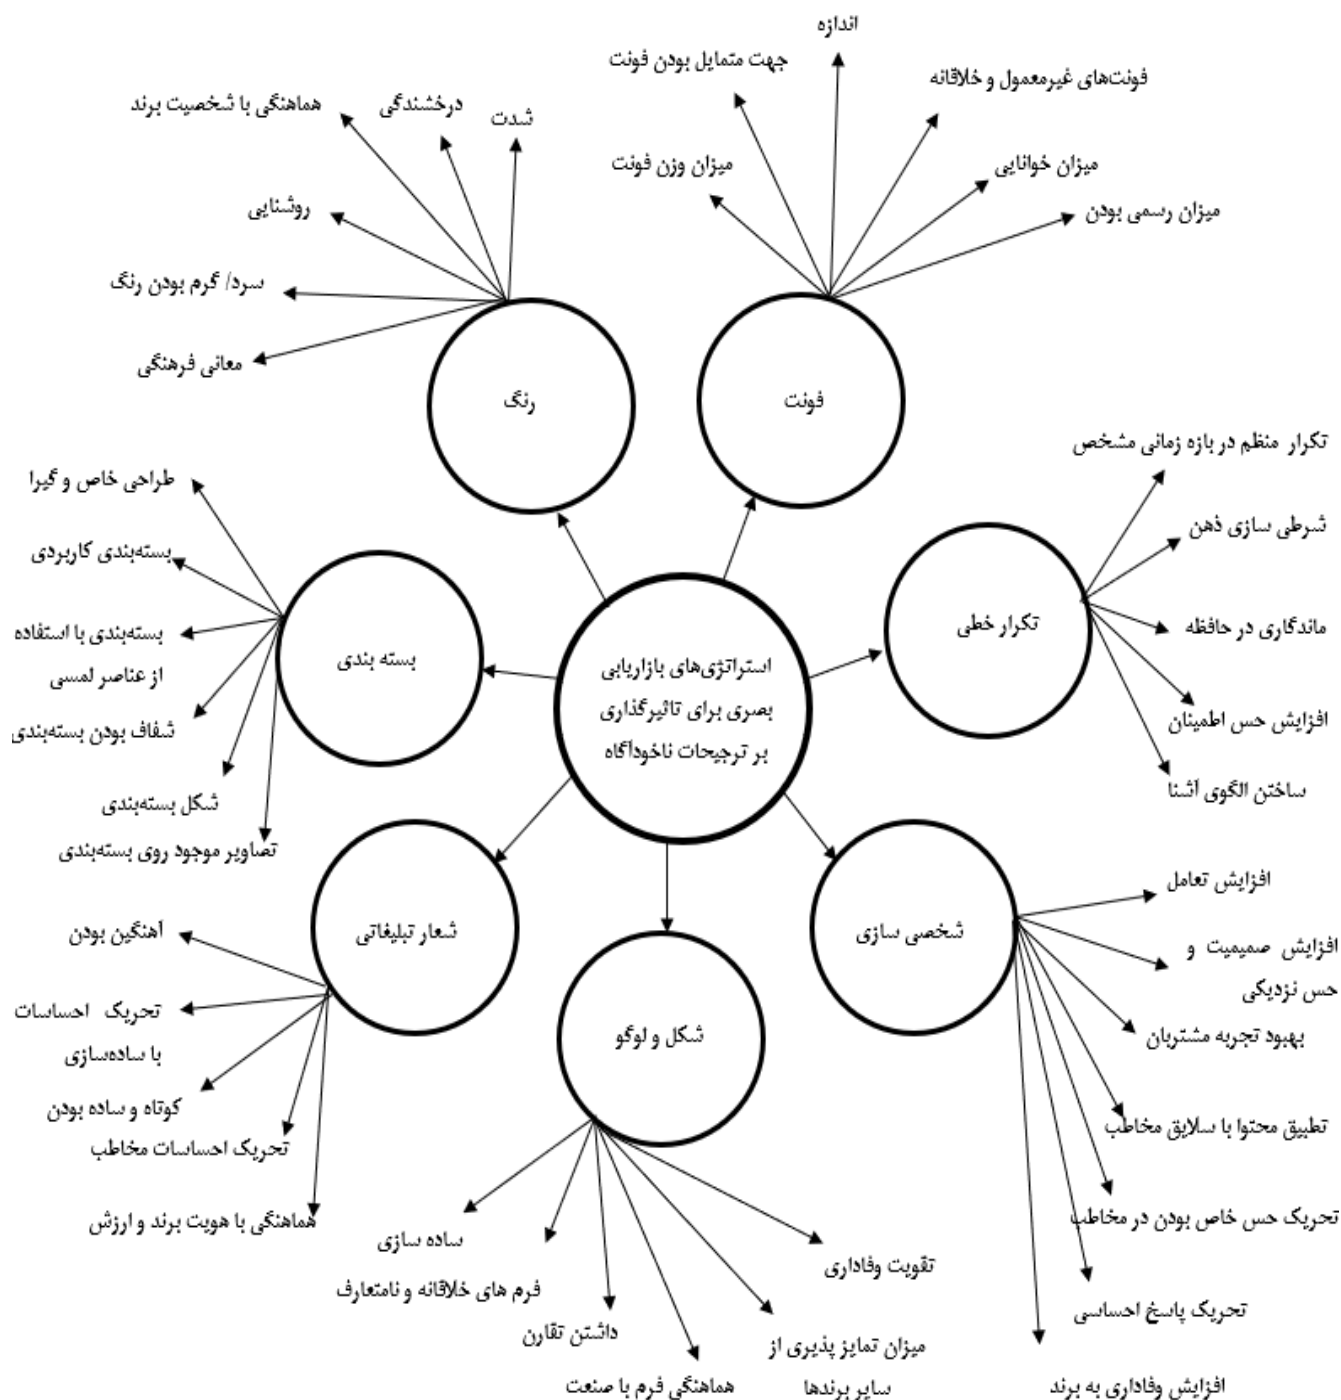 اندازه
جهت متمایل بودن فونت
فونت‌های غیرمعمول و خلاقانه
هماهنگی با شخصیت برند
درخشندگی
شدت
میزان وزن فونت
میزان خوانایی
میزان رسمی بودن
روشنایی
سرد/ گرم بودن رنگ
معانی فرهنگی
رنگ
فونت
تکرار منظم در بازه زمانی مشخص
شرطی سازی ذهن
ماندگاری در حافظه
افزایش حس اطمینان
ساختن الگوی آشنا
تکرار خطی
طراحی خاص و گیرا
بسته‌بندی کاربردی
بسته‌بندی با استفاده
از عناصر لمسی
شفاف بودن بسته‌بندی
شکل بسته‌بندی
تصاویر موجود روی بسته‌بندی
بسته بندی
استراتژی‌های بازاریابی
بصری برای تاثیرگذاری
بر ترجیحات ناخودآگاه
شعار تبلیغاتی
آهنگین بودن
تحریک احساسات
با ساده‌سازی
کوتاه و ساده بودن
تحریک احساسات مخاطب
هماهنگی با هویت برند و ارزش
شکل و لوگو
ساده سازی
فرم های خلاقانه و نامتعارف
داشتن تقارن
هماهنگی فرم با صنعت
میزان تمایز پذیری از
سایر برندها
تقویت وفاداری
شخصی سازی
افزایش تعامل
افزایش صمیمیت و
حس نزدیکی
بهبود تجربه مشتریان
تطبیق محتوا با سلایق مخاطب
تحریک حس خاص بودن در مخاطب
تحریک پاسخ احساسی
افزایش وفاداری به برند